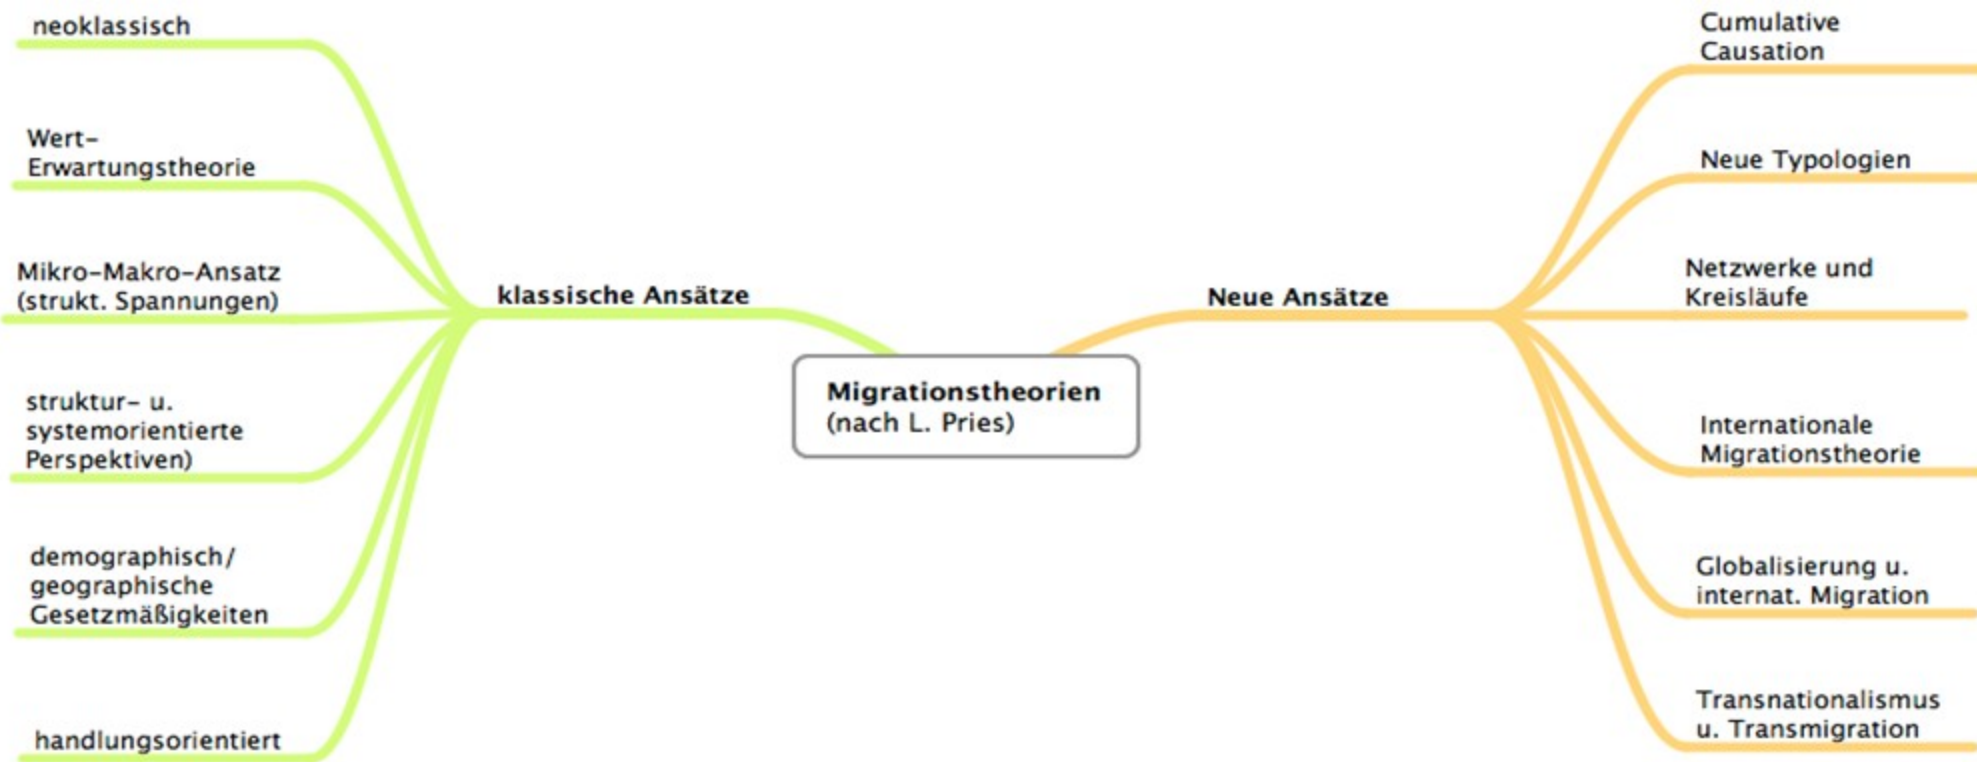 neoklassisch
Wert-
Erwartungstheorie
Mikro-Makro-Ansatz
(strukt. Spannungen)
struktur- u.
systemorientierte
Perspektiven)
demographisch/
geographische
Gesetzmäßigkeiten
handlungsorientiert
klassische Ansätze
Migrationstheorien
(nach L. Pries)
Neue Ansätze
Cumulative
Causation
Neue Typologien
Netzwerke und
Kreisläufe
Internationale
Migrationstheorie
Globalisierung u.
internat. Migration
Transnationalismus
u. Transmigration